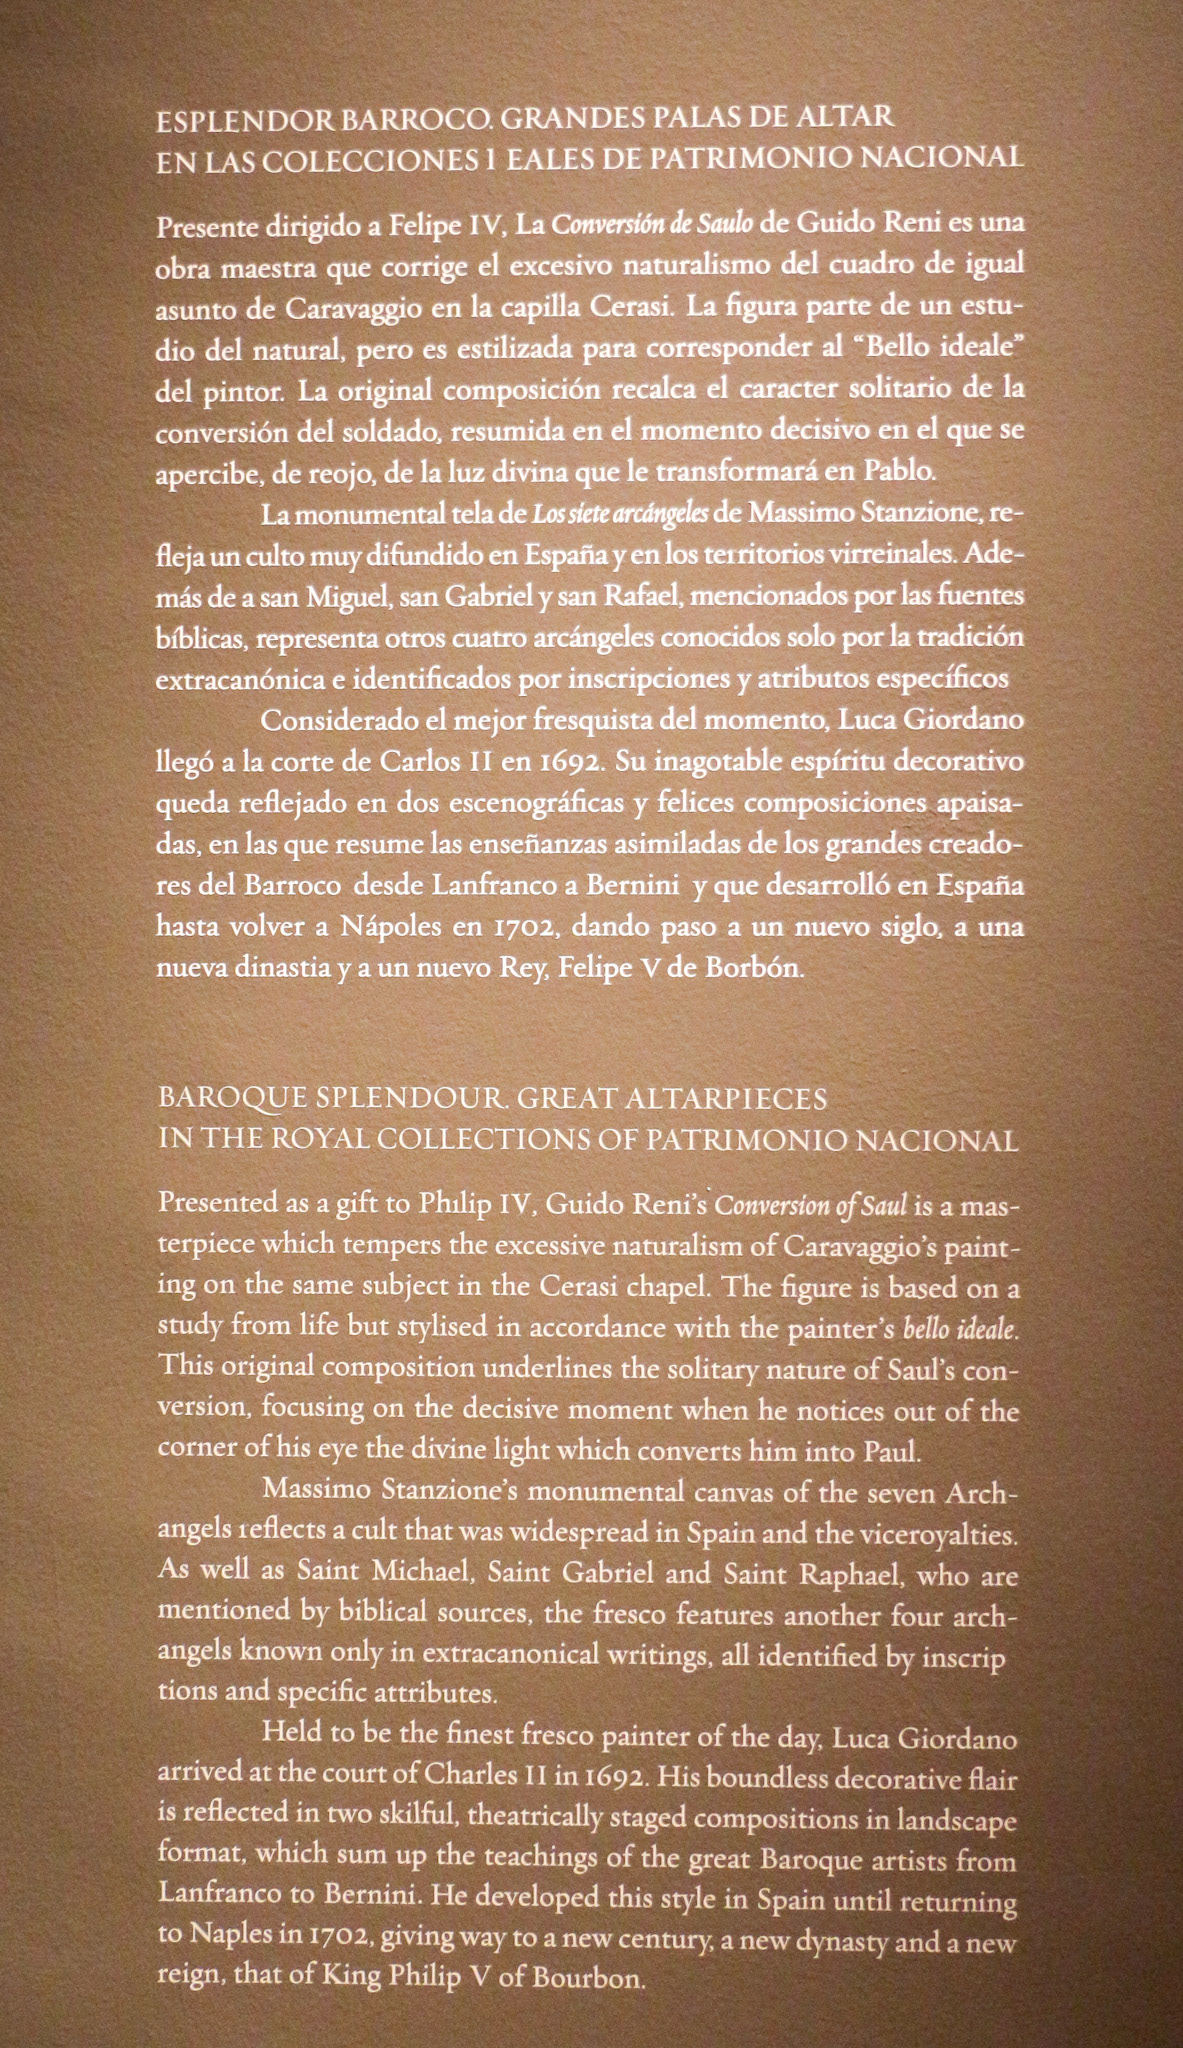 ESPLENDOR BARROCO. GRANDES PALAS DE ALTAR
EN LAS COLECCIONES I EALES DE PATRIMONIO NACIONAL
Presente dirigido a Felipe IV, La Conversión de Saulo de Guido Reni es una
obra maestra que corrige el excesivo naturalismo del cuadro de igual
asunto de Caravaggio en la capilla Cerasi. La figura parte de un estu-
dio del natural, pero es estilizada para corresponder al “Bello ideale”
del pintor. La original composición recalca el caracter solitario de la
conversión del soldado, resumida en el momento decisivo en el que se
apercibe, de reojo, de la luz divina que le transformará en Pablo.
La monumental tela de Los siete arcángeles de Massimo Stanzione, re-
fleja un culto muy difundido en España y en los territorios virreinales. Ade-
más de a san Miguel, san Gabriel y san Rafael, mencionados por las fuentes
bíblicas, representa otros cuatro arcángeles conocidos solo por la tradición
extracanónica e identificados por inscripciones y atributos específicos
Considerado el mejor fresquista del momento, Luca Giordano
llegó a la corte de Carlos II en 1692. Su inagotable espíritu decorativo
queda reflejado en dos escenográficas y felices composiciones apaisa-
das, en las que resume las enseñanzas asimiladas de los grandes creado-
res del Barroco desde Lanfranco a Bernini y que desarrolló en España
hasta volver a Nápoles en 1702, dando paso a un nuevo siglo, a una
nueva dinastia y a un nuevo Rey, Felipe V de Borbón.
BAROQUE SPLENDOUR. GREAT ALTARPIECES
IN THE ROYAL COLLECTIONS OF PATRIMONIO NACIONAL
Presented as a gift to Philip IV, Guido Reni’s Conversion of Saul is a mas-
terpiece which tempers the excessive naturalism of Caravaggio’s paint-
ing on the same subject in the Cerasi chapel. The figure is based on a
study from life but stylised in accordance with the painter’s bello ideale.
This original composition underlines the solitary nature of Saul’s con-
version, focusing on the decisive moment when he notices out of the
corner of his eye the divine light which converts him into Paul.
Massimo Stanzione’s monumental canvas of the seven Arch-
angels reflects a cult that was widespread in Spain and the viceroyalties.
As well as Saint Michael, Saint Gabriel and Saint Raphael, who are
mentioned by biblical sources, the fresco features another four arch-
angels known only in extracanonical writings, all identified by inscrip
tions and specific attributes.
Held to be the finest fresco painter of the day, Luca Giordano
arrived at the court of Charles II in 1692. His boundless decorative flair
is reflected in two skilful, theatrically staged compositions in landscape
format, which sum up the teachings of the great Baroque artists from
Lanfranco to Bernini. He developed this style in Spain until returning
to Naples in 1702, giving way to a new century, a new dynasty and a new
reign, that of King Philip V of Bourbon.